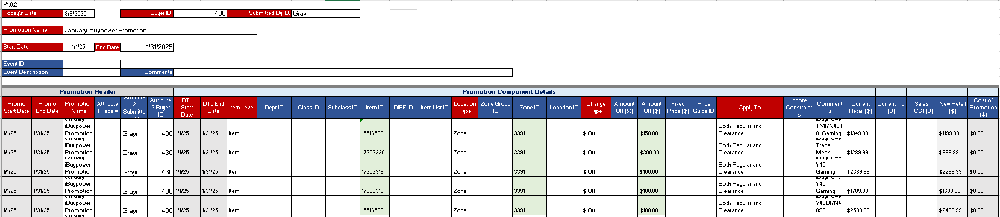 V1.0.2
Today's Date 8/6/2025 Buyer ID: 430 Submitted By ID: Grayr
Promotion Name January iBuypower Promotion
Start Date 1/1/25 End Date 1/31/2025
Event ID
Event Description Comments
Promotion Header Promotion Component Details
Promo Start Date Promo End Date Promotion Name Attribute 1 Page # Attribute 2 Submitte Attribute 3 Buyer ID DTL Start Date DTL End Date Item Level Dept ID Class ID Subclass ID Item ID DIFF ID Item List ID Location Type Zone Group ID Zone ID Location ID Change Type Amount Off (%) Amount Off ($) Fixed Price ($) Price Guide ID Apply To Ignore Constraint s Comment s Current Retail ($) Current Inv (U) Sales FCST(U) New Retail ($) Cost of Promotion ($)
1/1/25 1/31/25 January iBuypower Promotion Grayr 430 1/1/25 1/31/25 Item 15516586 Zone 3391 $ Off $150.00 Both Regular and Clearance iBuyPower TMI7N46T 01 Gaming $1349.99 $1199.99 $0.00
1/1/25 1/31/25 January iBuypower Promotion Grayr 430 1/1/25 1/31/25 Item 17303320 Zone 3391 $ Off $300.00 Both Regular and Clearance iBuyPower Trace Mesh $1289.99 $989.99 $0.00
1/1/25 1/31/25 January iBuypower Promotion Grayr 430 1/1/25 1/31/25 Item 17303318 Zone 3391 $ Off $100.00 Both Regular and Clearance iBuyPower Y40 Gaming $2389.99 $2289.99 $0.00
1/1/25 1/31/25 January iBuypower Promotion Grayr 430 1/1/25 1/31/25 Item 17303319 Zone 3391 $ Off $100.00 Both Regular and Clearance iBuyPower Y40 Gaming $1789.99 $1689.99 $0.00
1/1/25 1/31/25 January iBuypower Promotion Grayr 430 1/1/25 1/31/25 Item 15516589 Zone 3391 $ Off $100.00 Both Regular and Clearance iBuyPower Y40BI7N4 8S01 $2599.99 $2499.99 $0.00